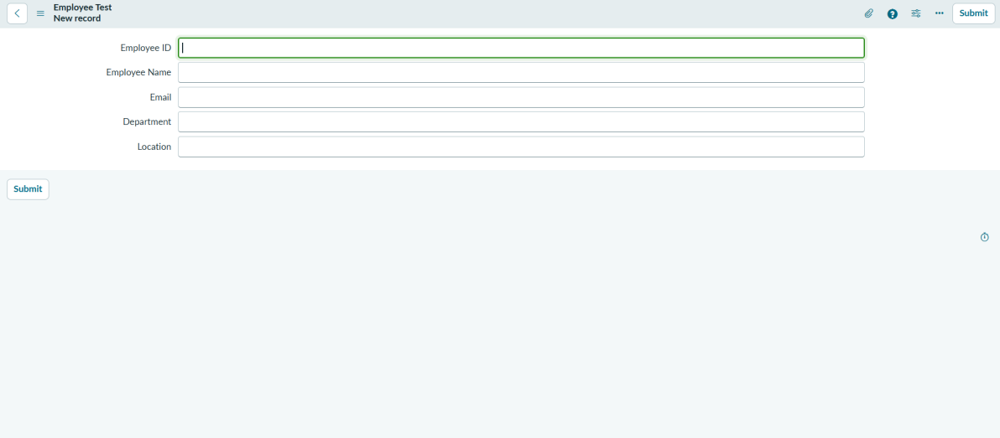 Employee Test
New record
Submit
Employee ID
Employee Name
Email
Department
Location
Submit